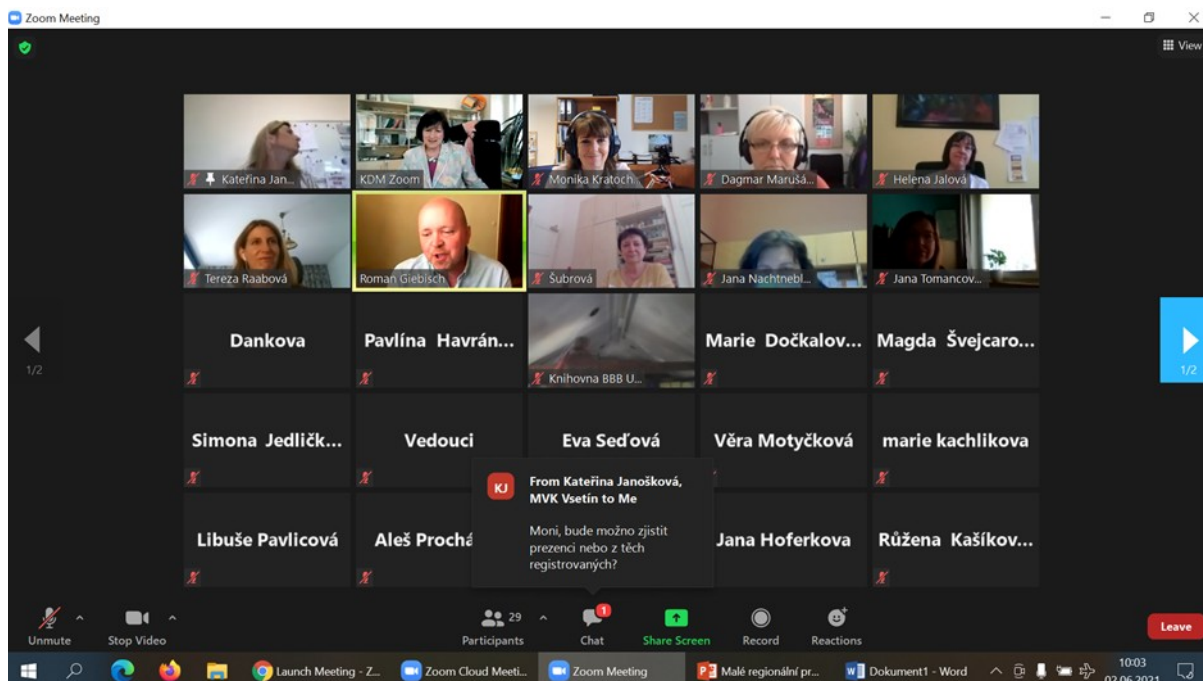 Zoom Meeting
View
Kateřina Jan...
KDM Zoom
Monika Kratoch...
Dagmar Marušá...
Helena Jalová
Tereza Raabová
Roman Giebisch
Šubrová
Jana Nachtnebl...
Jana Tomancov...
Dankova
Pavlína Havrán...
Knihovna BBB U...
Marie Dočkalov...
Magda Švejcaro...
1/2
1/2
Simona Jedličk...
Vedouci
Eva Seďová
Věra Motyčková
marie kachlikova
KJ
From Kateřina Janošková,
MVK Vsetín to Me
Moni, bude možno zjistit
prezenci nebo z těch
registrovaných?
Libuše Pavlicová
Aleš Prochá
Jana Hoferkova
Růžena Kašíkov...
Unmute
Stop Video
29
Participants
1
Chat
Share Screen
Record
Reactions
Leave
Launch Meeting - Z...
Zoom Cloud Meeti...
Zoom Meeting
Malé regionální pr...
Dokument1 - Word
10:03
02.06.2021